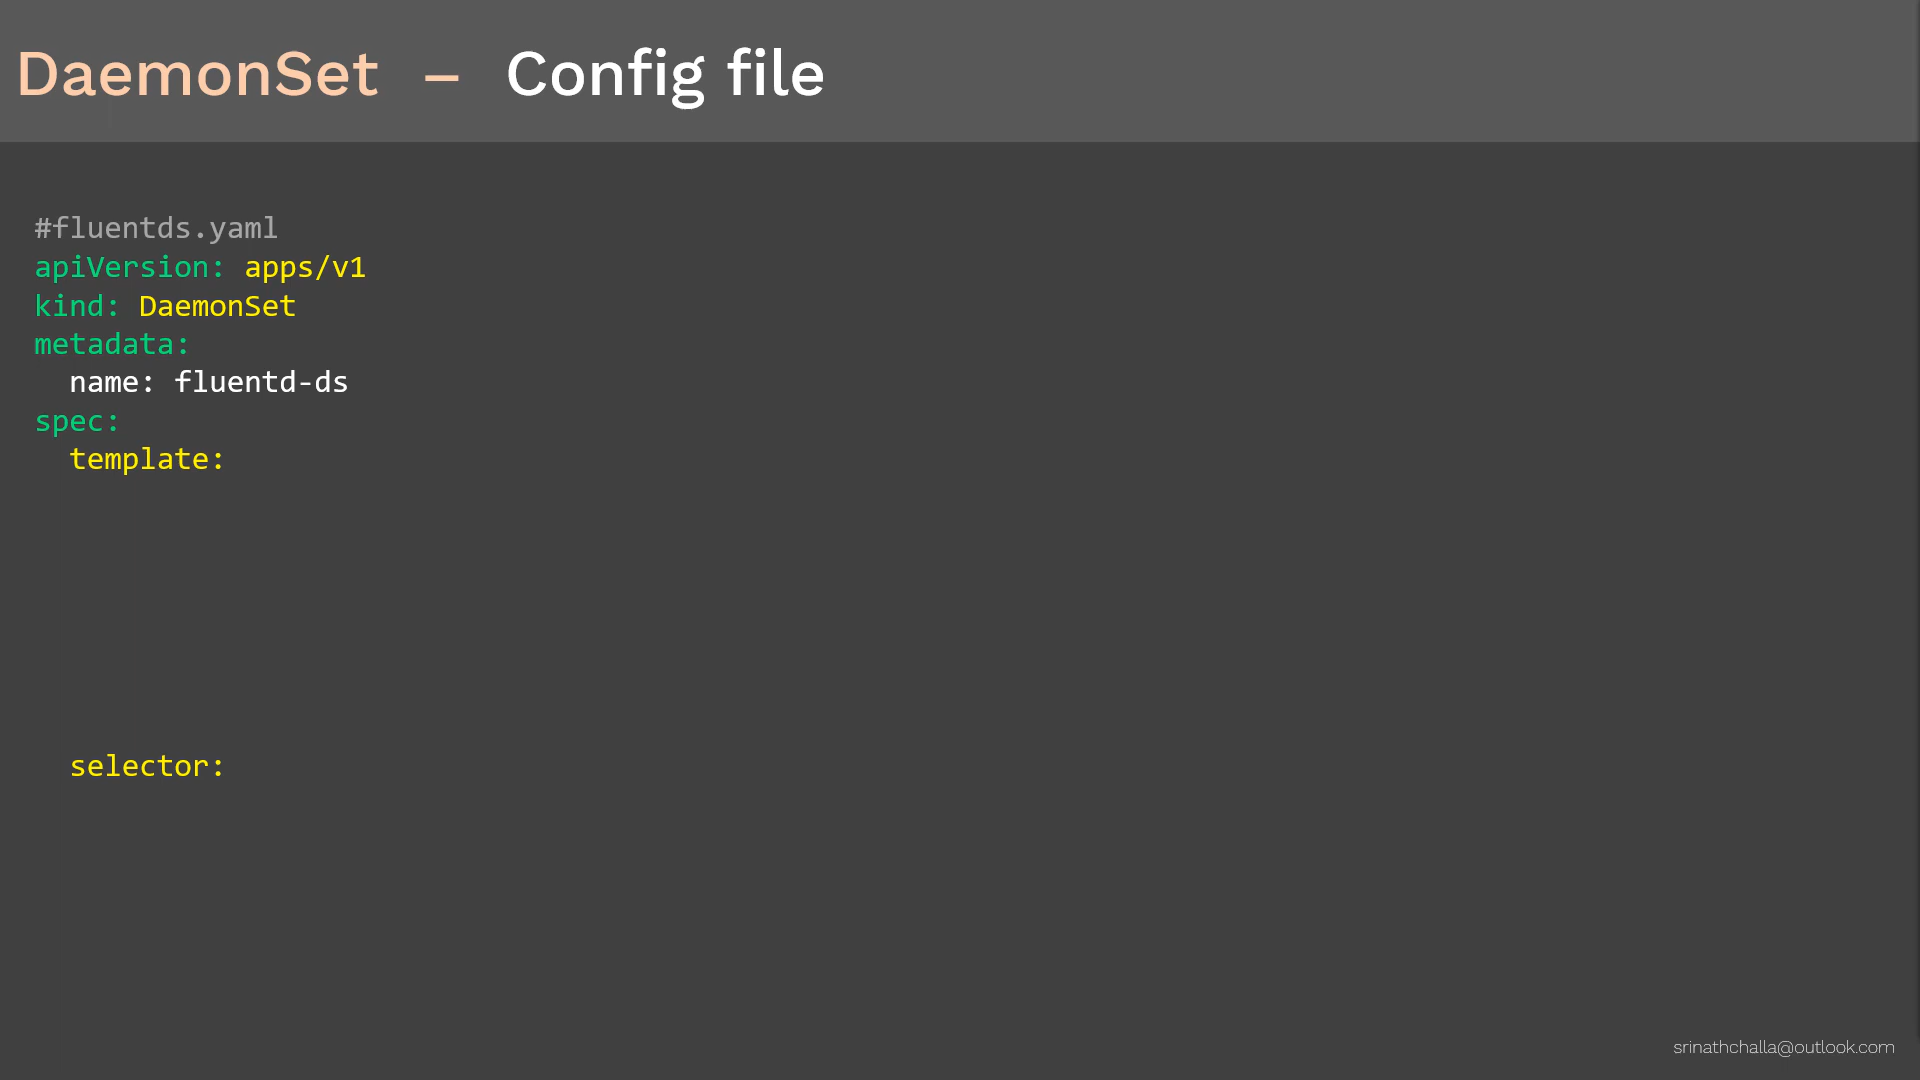 DaemonSet – Config file
#fluentds.yaml
apiVersion: apps/v1
kind: DaemonSet
metadata:
  name: fluentd-ds
spec:
  template:
  selector:
srinathchalla@outlook.com